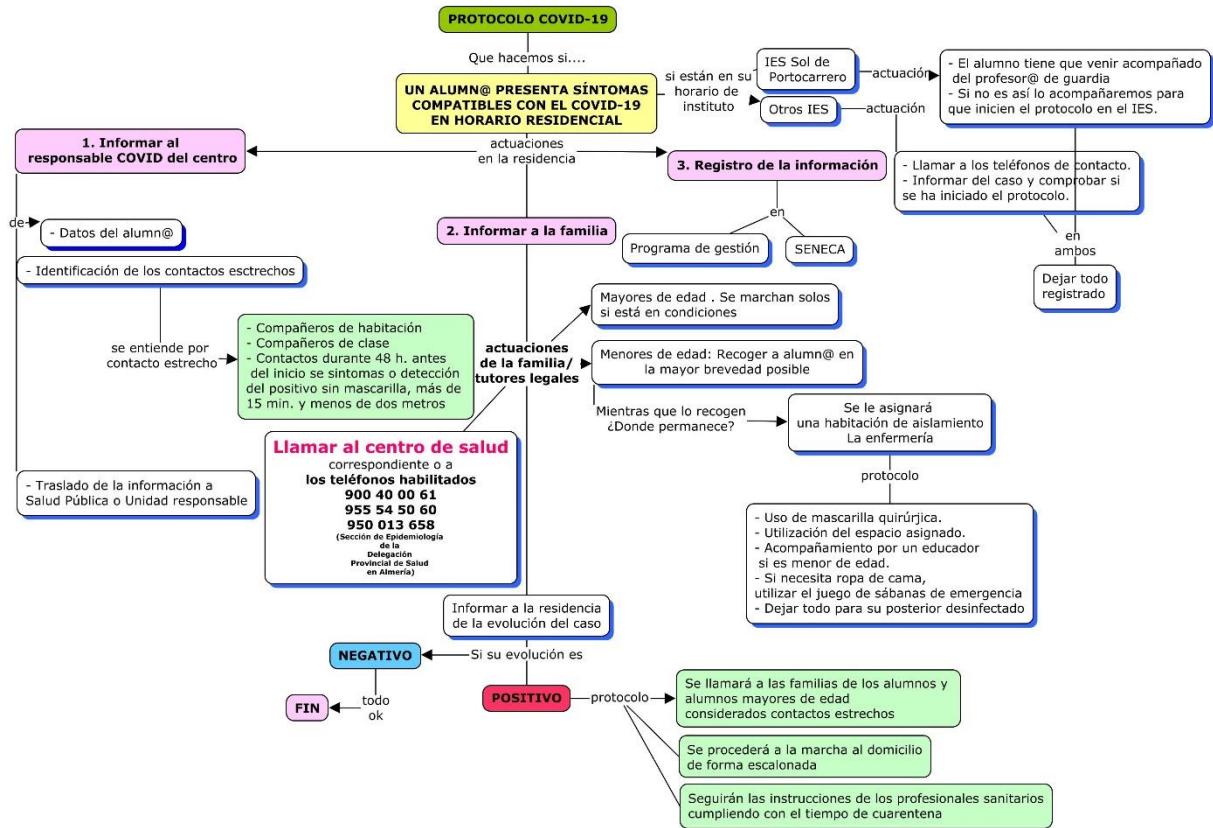 PROTOCOLO COVID-19
Que hacemos si....
UN ALUMN@ PRESENTA SÍNTOMAS
COMPATIBLES CON EL COVID-19
EN HORARIO RESIDENCIAL
si están en su
horario de
instituto
IES Sol de
Portocarrero
actuación
- El alumno tiene que venir acompañado
del profesor@ de guardia
- Si no es así lo acompañaremos para
que inicien el protocolo en el IES.
Otros IES
actuación
- Llamar a los teléfonos de contacto.
- Informar del caso y comprobar si
se ha iniciado el protocolo.
en
ambos
Dejar todo
registrado
actuaciones
en la residencia
1. Informar al
responsable COVID del centro
de
- Datos del alumn@
- Identificación de los contactos esctrechos
se entiende por
contacto estrecho
- Compañeros de habitación
- Compañeros de clase
- Contactos durante 48 h. antes
del inicio se sintomas o detección
del positivo sin mascarilla, más de
15 min. y menos de dos metros
- Traslado de la información a
Salud Pública o Unidad responsable
3. Registro de la información
en
Programa de gestión
SENECA
2. Informar a la familia
actuaciones
de la familia/
tutores legales
Mayores de edad . Se marchan solos
si está en condiciones
Menores de edad: Recoger a alumn@ en
la mayor brevedad posible
Mientras que lo recogen
¿Donde permanece?
Se le asignará
una habitación de aislamiento
La enfermería
protocolo
- Uso de mascarilla quirúrjica.
- Utilización del espacio asignado.
- Acompañamiento por un educador
si es menor de edad.
- Si necesita ropa de cama,
utilizar el juego de sábanas de emergencia
- Dejar todo para su posterior desinfectado
Llamar al centro de salud
correspondiente o a
los teléfonos habilitados
900 40 00 61
955 54 50 60
950 013 658
(Sección de Epidemiología
de la
Delegación
Provincial de Salud
en Almería)
Informar a la residencia
de la evolución del caso
Si su evolución es
NEGATIVO
todo
ok
FIN
POSITIVO
protocolo
Se llamará a las familias de los alumnos y
alumnos mayores de edad
considerados contactos estrechos
Se procederá a la marcha al domicilio
de forma escalonada
Seguirán las instrucciones de los profesionales sanitarios
cumpliendo con el tiempo de cuarentena